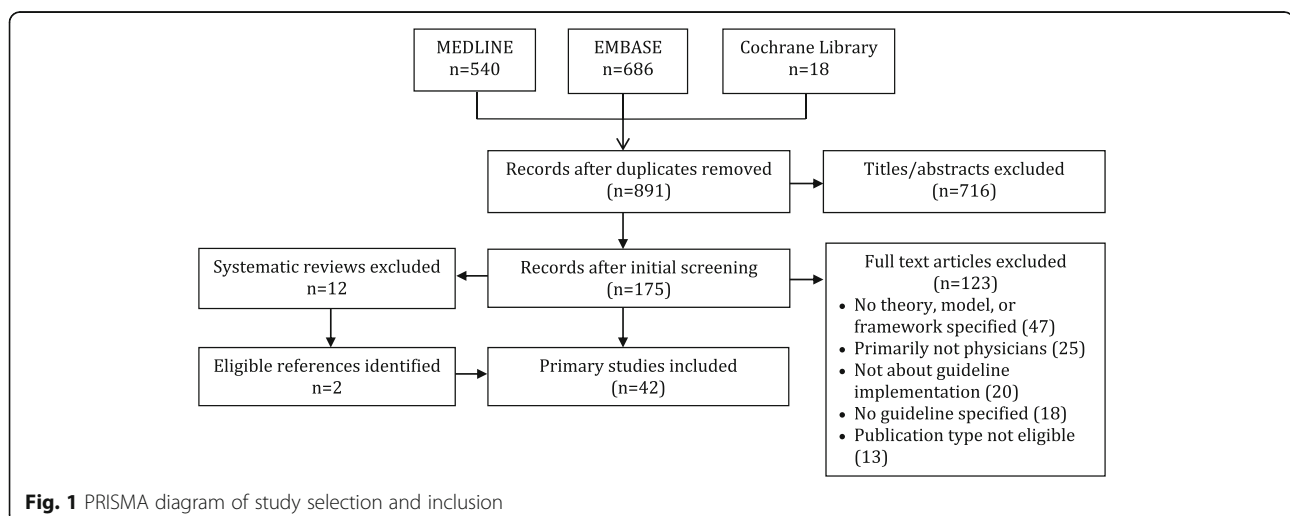 MEDLINE
n=540
EMBASE
n=686
Cochrane Library
n=18
Records after duplicates removed
(n=891)
Titles/abstracts excluded
(n=716)
Systematic reviews excluded
n=12
Records after initial screening
(n=175)
Full text articles excluded
(n=123)
• No theory, model, or
framework specified (47)
• Primarily not physicians (25)
• Not about guideline
implementation (20)
• No guideline specified (18)
• Publication type not eligible
(13)
Eligible references identified
n=2
Primary studies included
(n=42)
Fig. 1 PRISMA diagram of study selection and inclusion